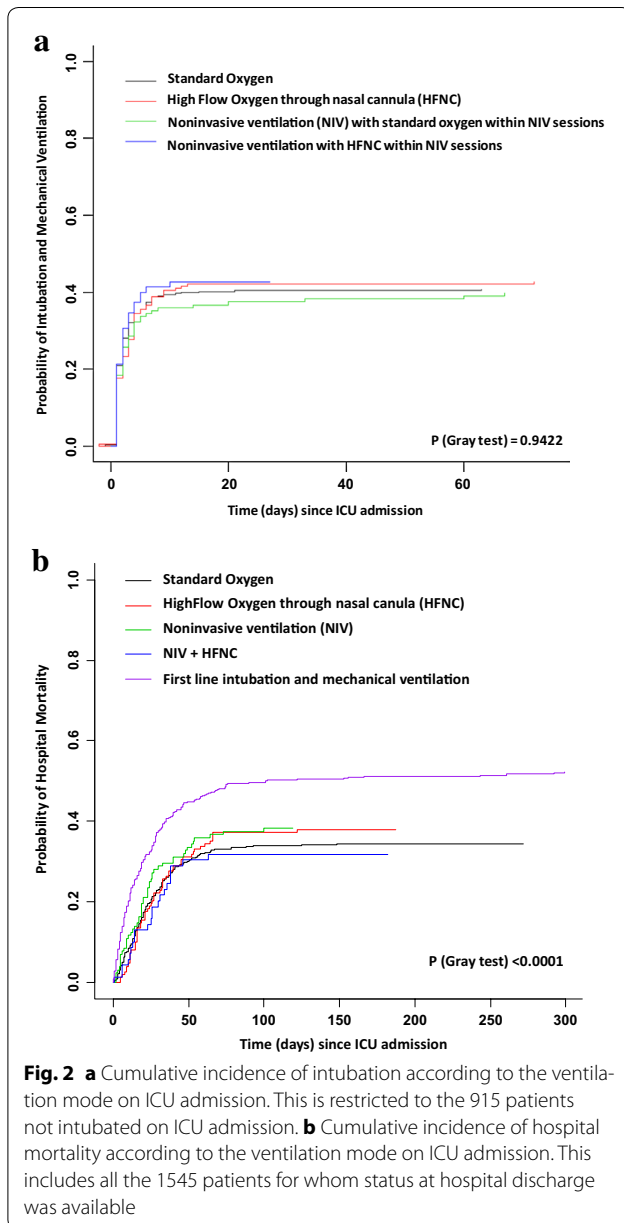 a
1.0
0.8
0.6
0.4
0.2
0.0
Probability of Intubation and Mechanical Ventilation
Standard Oxygen
High Flow Oxygen through nasal cannula (HFNC)
Noninvasive ventilation (NIV) with standard oxygen within NIV sessions
Noninvasive ventilation with HFNC within NIV sessions
P (Gray test) = 0.9422
0 20 40 60
Time (days) since ICU admission
b
1.0
0.8
0.6
0.4
0.2
0.0
Probability of Hospital Mortality
Standard Oxygen
HighFlow Oxygen through nasal canula (HFNC)
Noninvasive ventilation (NIV)
NIV + HFNC
First line intubation and mechanical ventilation
P (Gray test) <0.0001
0 50 100 150 200 250 300
Time (days) since ICU admission
Fig. 2 a Cumulative incidence of intubation according to the ventila-
tion mode on ICU admission. This is restricted to the 915 patients
not intubated on ICU admission. b Cumulative incidence of hospital
mortality according to the ventilation mode on ICU admission. This
includes all the 1545 patients for whom status at hospital discharge
was available